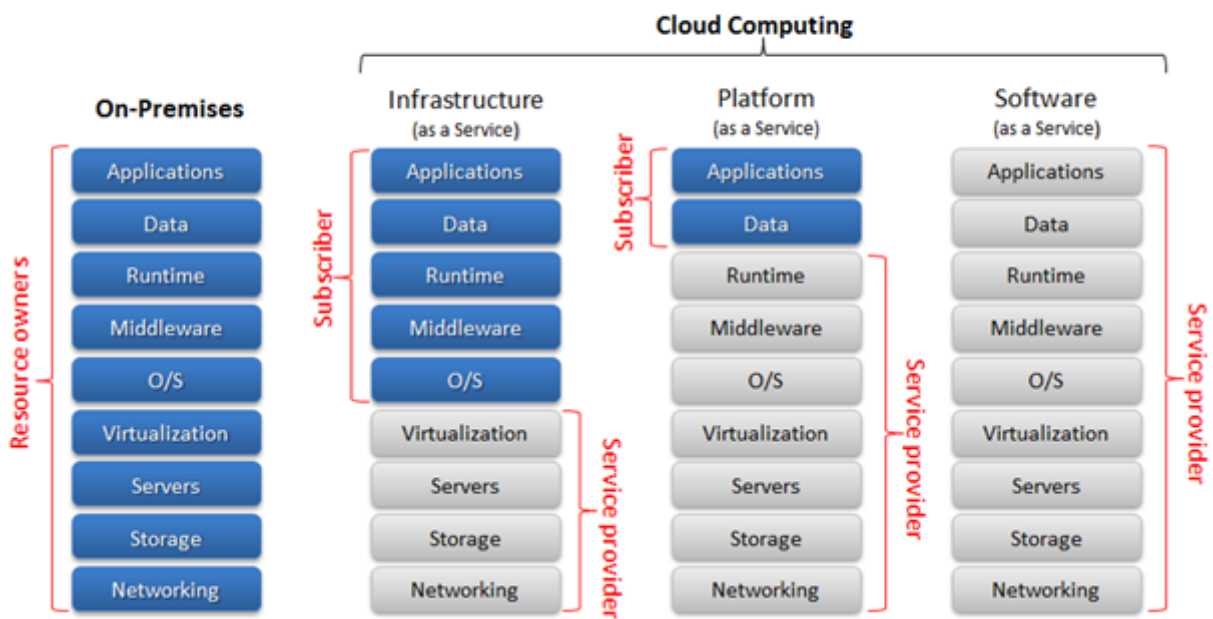 Cloud Computing
On-Premises
Resource owners
Applications
Data
Runtime
Middleware
O/S
Virtualization
Servers
Storage
Networking
Infrastructure
(as a Service)
Subscriber
Applications
Data
Runtime
Middleware
O/S
Virtualization
Servers
Storage
Networking
Service provider
Platform
(as a Service)
Subscriber
Applications
Data
Runtime
Middleware
O/S
Virtualization
Servers
Storage
Networking
Service provider
Software
(as a Service)
Applications
Data
Runtime
Middleware
O/S
Virtualization
Servers
Storage
Networking
Service provider